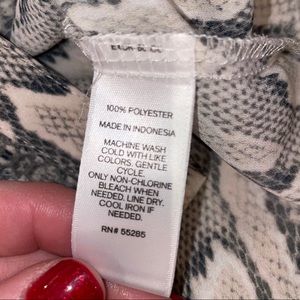 100% POLYESTER
MADE IN INDONESIA
MACHINE WASH
COLD WITH LIKE
COLORS. GENTLE
CYCLE.
ONLY NON-CHLORINE
BLEACH WHEN
NEEDED. LINE DRY.
COOL IRON IF
NEEDED.
RN# 55285